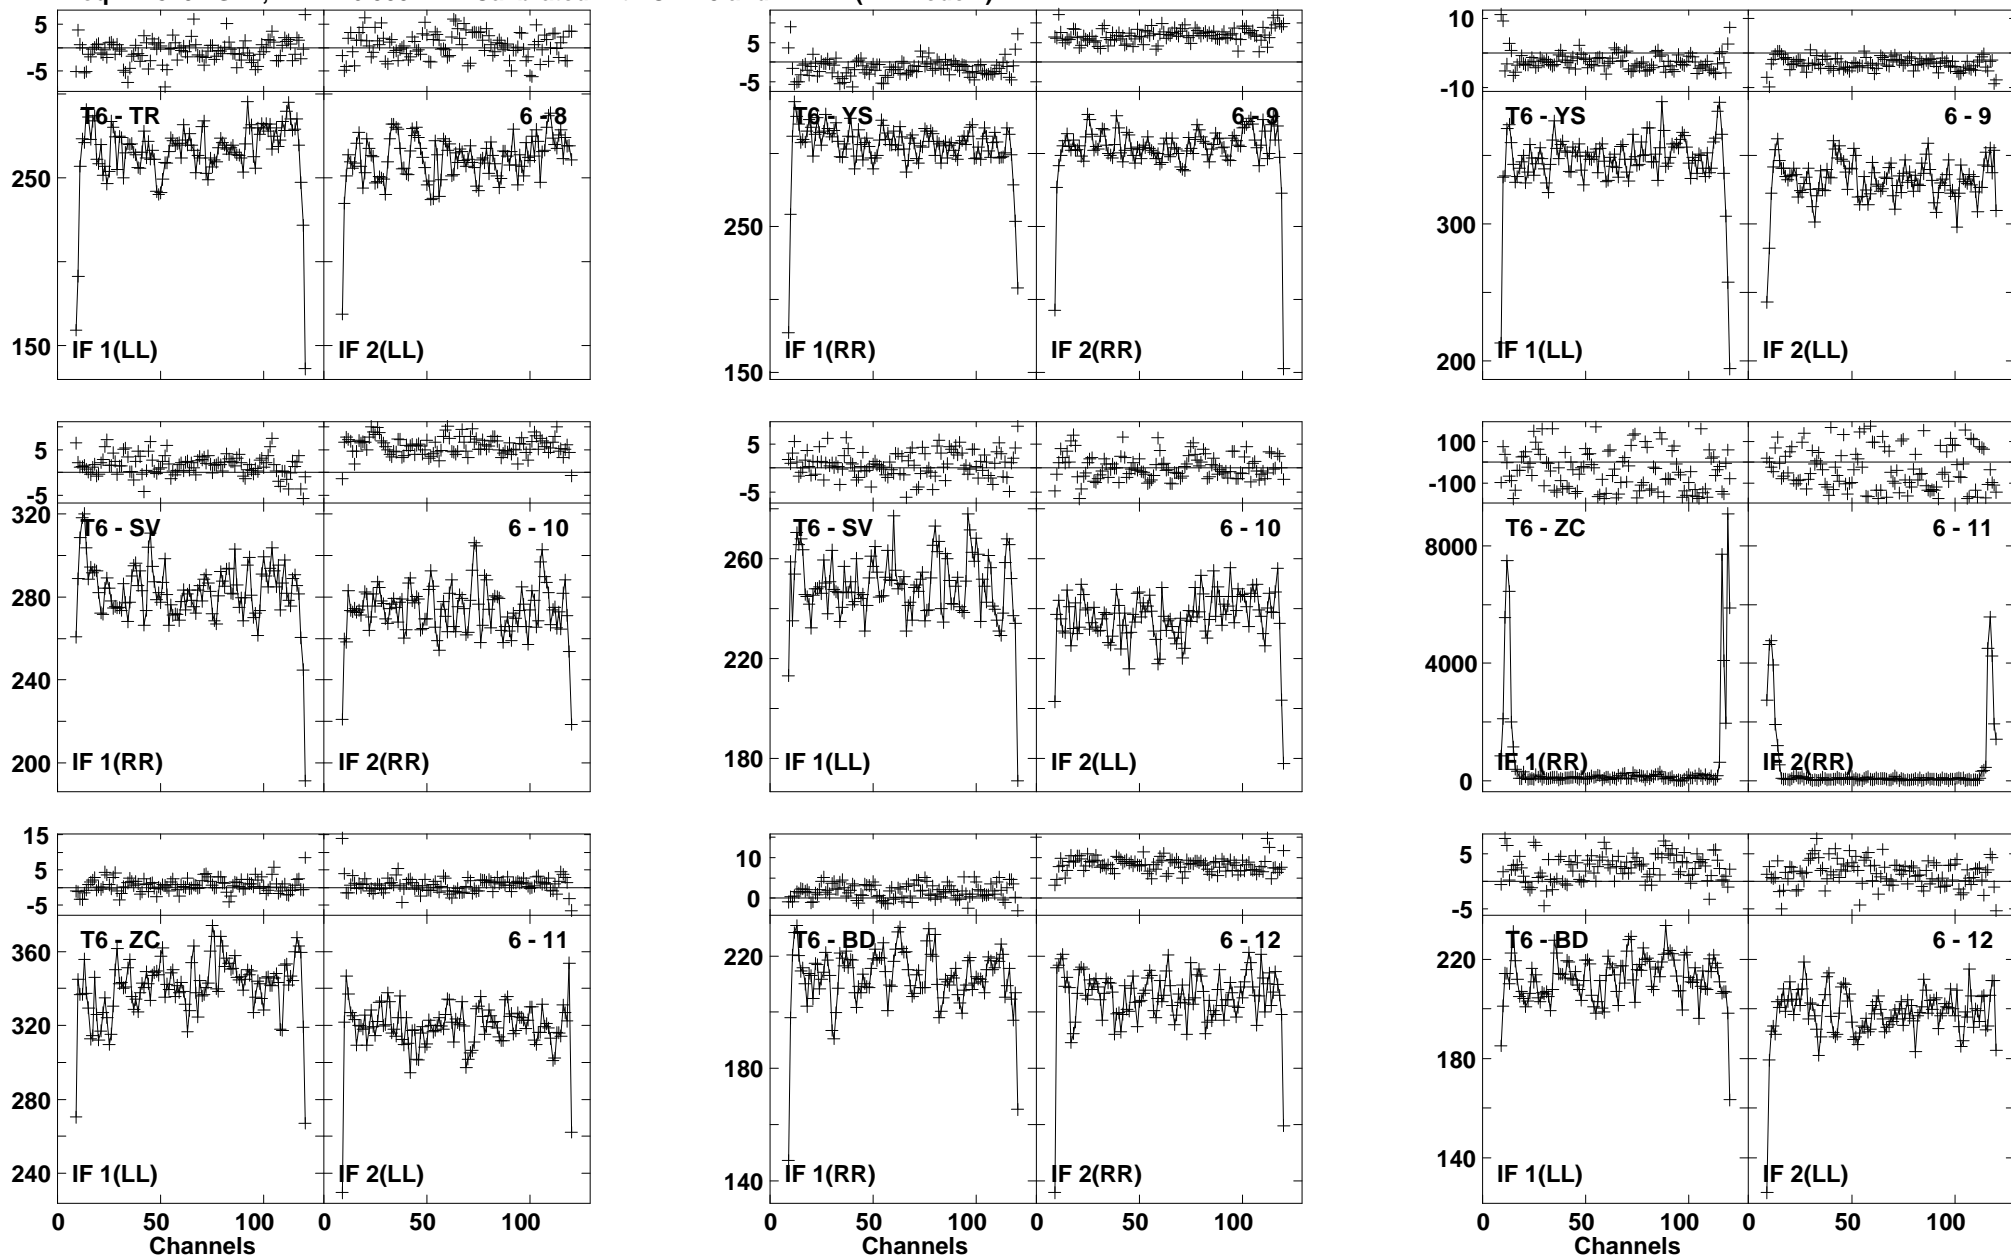 5
-5
T6 - TR
6 - 8
250
150
IF 1(LL)
IF 2(LL)
5
-5
T6 - YS
6 - 9
250
150
IF 1(RR)
IF 2(RR)
10
-10
T6 - YS
6 - 9
300
200
IF 1(LL)
IF 2(LL)
5
-5
320
T6 - SV
6 - 10
280
240
200
IF 1(RR)
IF 2(RR)
5
-5
T6 - SV
6 - 10
260
220
180
IF 1(LL)
IF 2(LL)
100
-100
T6 - ZC
6 - 11
8000
4000
0
IF 1(RR)
IF 2(RR)
15
5
-5
T6 - ZC
6 - 11
360
320
280
240
IF 1(LL)
IF 2(LL)
0 50 100 0 50 100
Channels
10
0
T6 - BD
6 - 12
220
180
140
IF 1(RR)
IF 2(RR)
0 50 100 0 50 100
Channels
5
-5
T6 - BD
6 - 12
220
180
140
IF 1(LL)
IF 2(LL)
0 50 100 0 50 100
Channels